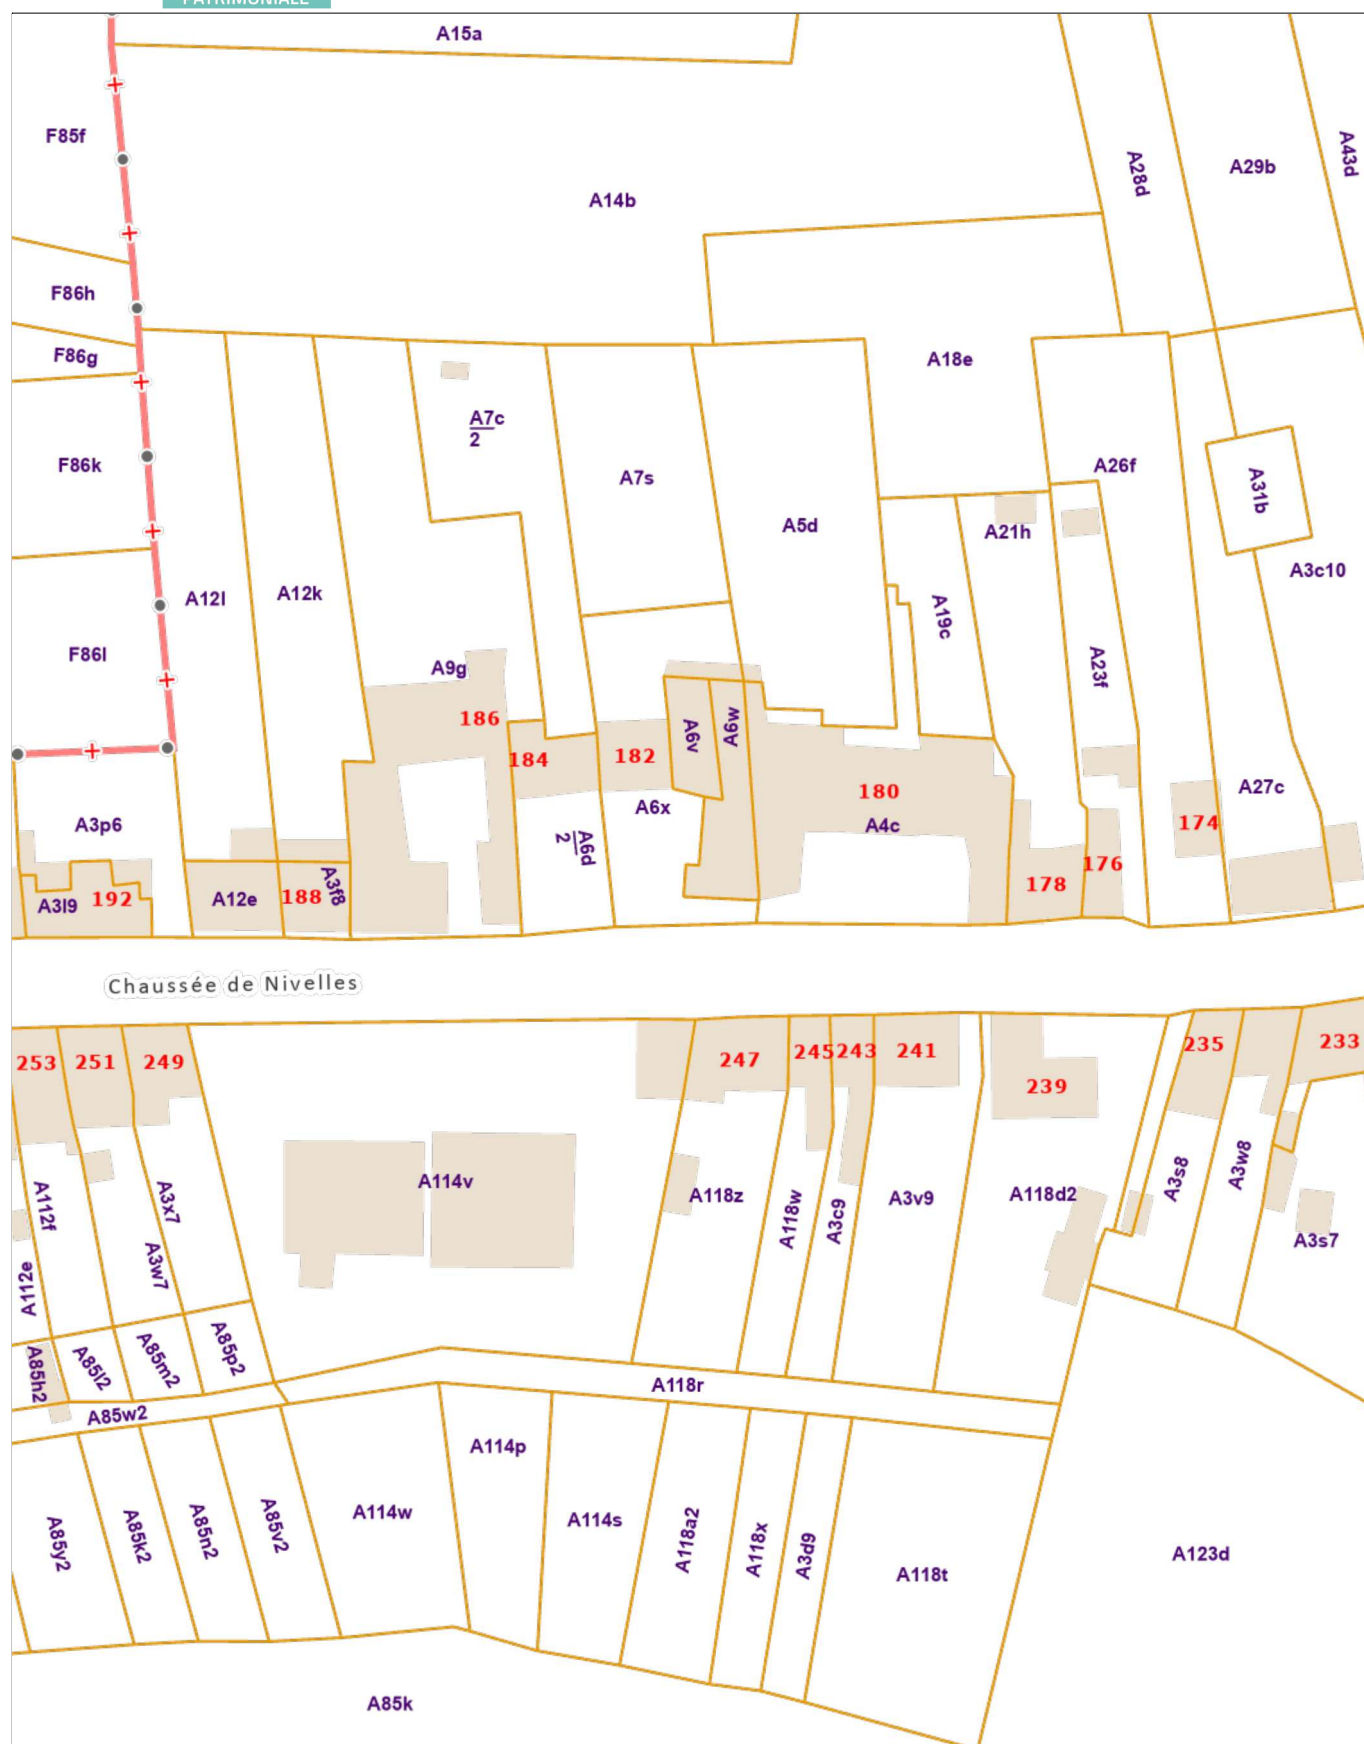 PATRIMONIALE
A15a
F85f
A14b
A28d
A29b
A43d
F86h
F86g
A18e
A7c
2
F86k
A7s
A26f
A31b
A5d
A21h
A3c10
A12l
A12k
A19c
F86l
A9g
A23f
186
A6v
A6w
184
182
180
A27c
A6x
A4c
174
A3p6
A6d
2
176
178
A3l9
192
A12e
188
A3f8
Chaussée de Nivelles
253
251
249
247
245
243
241
239
235
233
A112f
A3x7
A114v
A118z
A118w
A3c9
A3v9
A118d2
A3s8
A3w8
A3s7
A112e
A3w7
A85h2
A85l2
A85m2
A85p2
A118r
A85w2
A114p
A85y2
A85k2
A85n2
A85v2
A114w
A114s
A118a2
A118x
A3d9
A118t
A123d
A85k